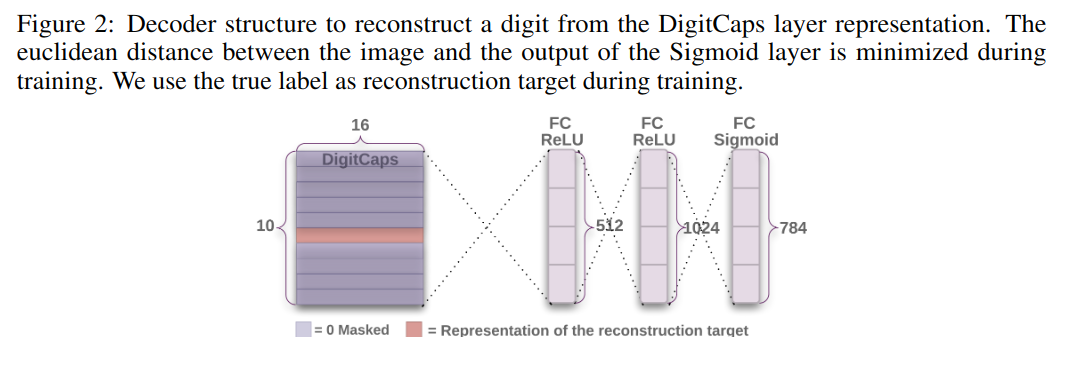 Figure 2: Decoder structure to reconstruct a digit from the DigitCaps layer representation. The
euclidean distance between the image and the output of the Sigmoid layer is minimized during
training. We use the true label as reconstruction target during training.
16
FC
ReLU
FC
ReLU
FC
Sigmoid
DigitCaps
10
512
1024
784
= 0 Masked
= Representation of the reconstruction target